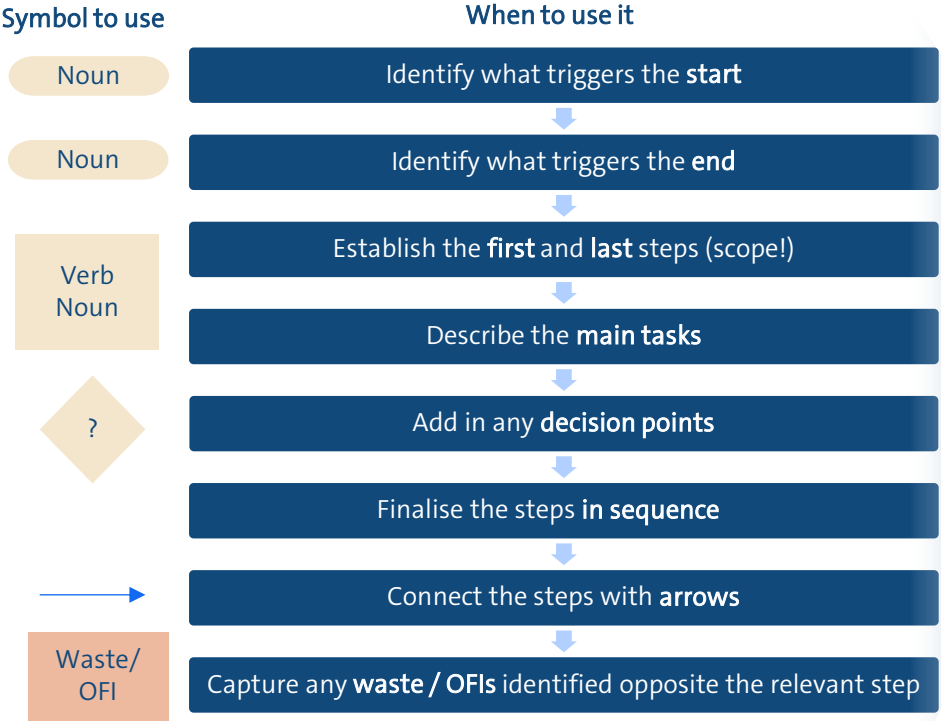 Symbol to use
When to use it
Noun
Identify what triggers the start
Noun
Identify what triggers the end
Establish the first and last steps (scope!)
Verb
Noun
Describe the main tasks
?
Add in any decision points
Finalise the steps in sequence
Connect the steps with arrows
Waste/
OFI
Capture any waste / OFIs identified opposite the relevant step